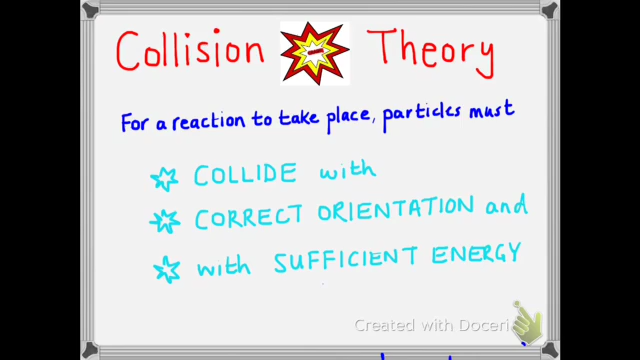 Collision Theory
For a reaction to take place, particles must
COLLIDE with
CORRECT ORIENTATION and
with SUFFICIENT ENERGY
Created with Doceri